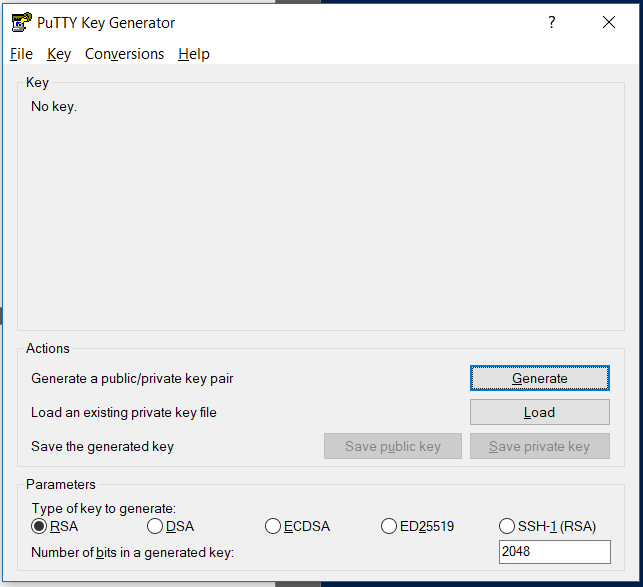 PuTTY Key Generator ?
File Key Conversions Help
Key
No key.
Actions
Generate a public/private key pair Generate
Load an existing private key file Load
Save the generated key Save public key Save private key
Parameters
Type of key to generate:
RSA DSA ECDSA ED25519 SSH-1 (RSA)
Number of bits in a generated key: 2048